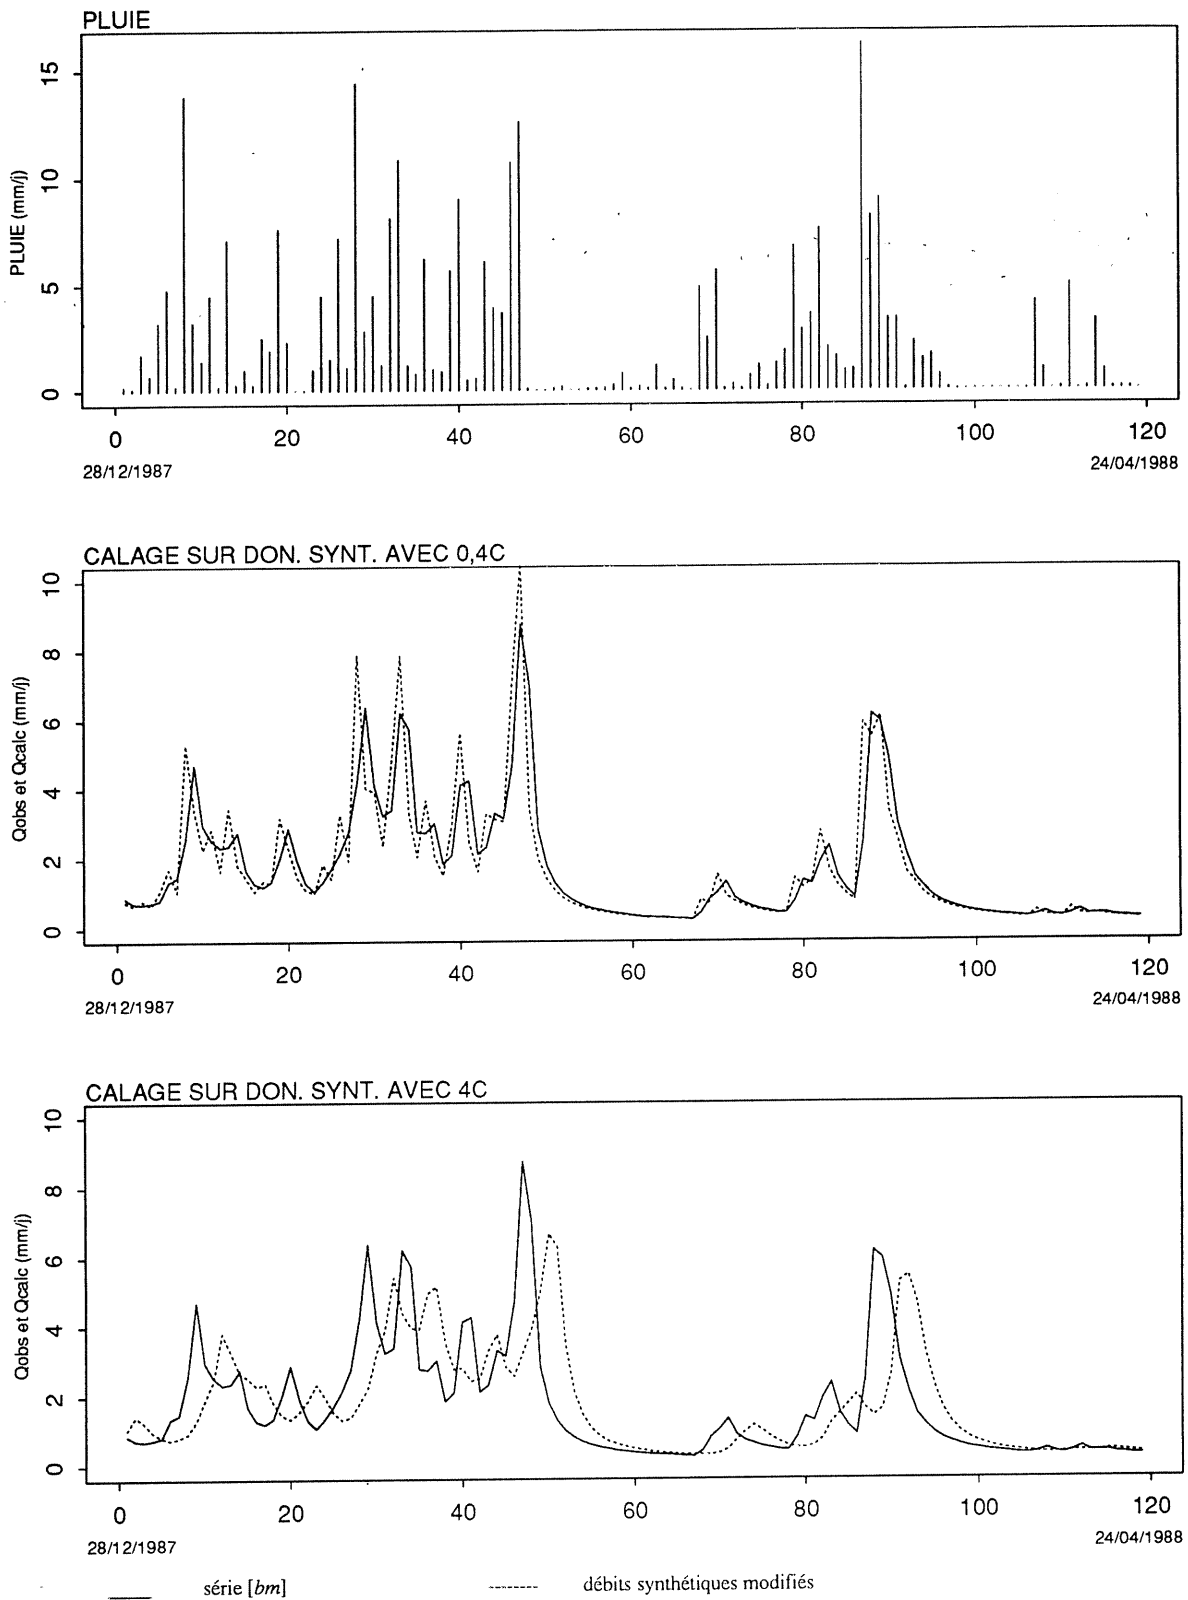 PLUIE
15
10
5
0
PLUIE (mm/j)
0 20 40 60 80 100 120
28/12/1987 24/04/1988
CALAGE SUR DON. SYNT. AVEC 0,4C
10
8
6
4
2
0
Qobs et Qcalc (mm/j)
0 20 40 60 80 100 120
28/12/1987 24/04/1988
CALAGE SUR DON. SYNT. AVEC 4C
10
8
6
4
2
0
Qobs et Qcalc (mm/j)
0 20 40 60 80 100 120
28/12/1987 24/04/1988
série [bm] débits synthétiques modifiés